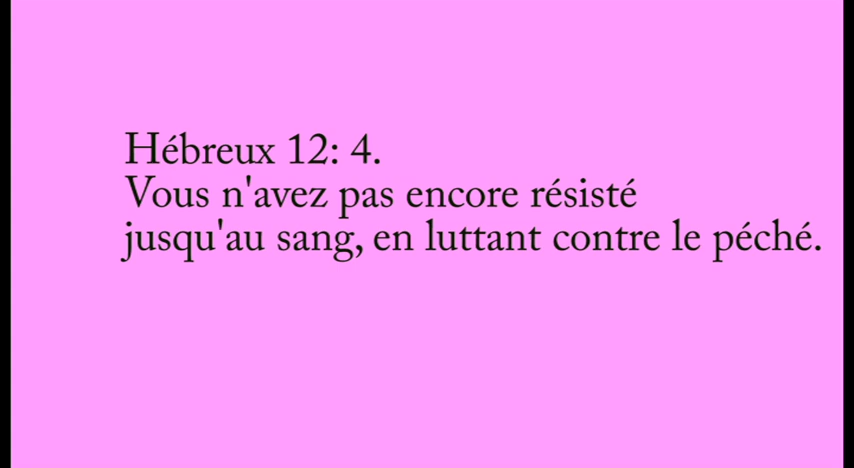 Hébreux 12: 4.
Vous n'avez pas encore résisté
jusqu'au sang, en luttant contre le péché.